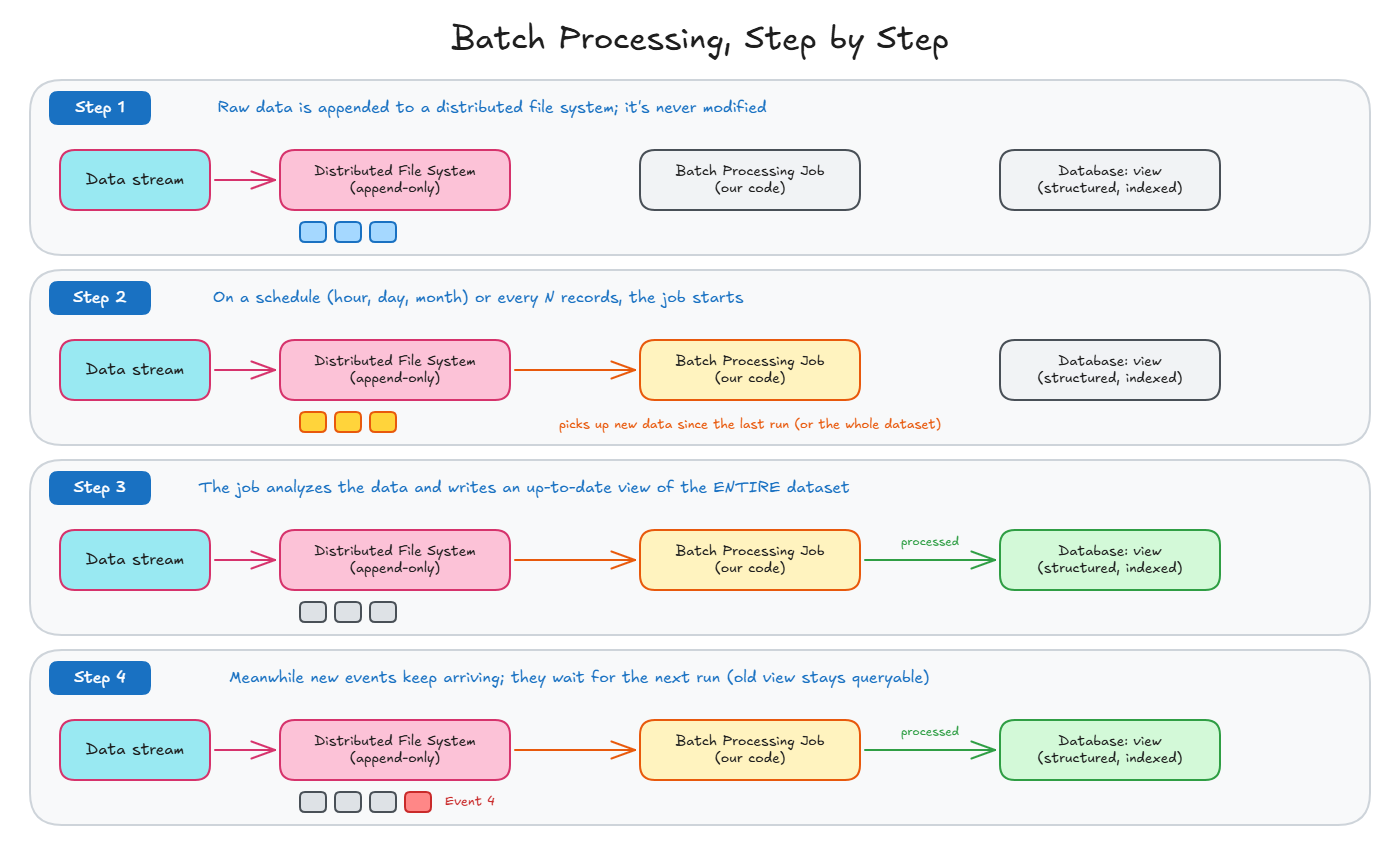 Batch Processing, Step by Step
Step 1
Raw data is appended to a distributed file system; it's never modified
Data stream
Distributed File System
(append-only)
Batch Processing Job
(our code)
Database: view
(structured, indexed)
Step 2
On a schedule (hour, day, month) or every N records, the job starts
Data stream
Distributed File System
(append-only)
Batch Processing Job
(our code)
Database: view
(structured, indexed)
picks up new data since the last run (or the whole dataset)
Step 3
The job analyzes the data and writes an up-to-date view of the ENTIRE dataset
Data stream
Distributed File System
(append-only)
Batch Processing Job
(our code)
processed
Database: view
(structured, indexed)
Step 4
Meanwhile new events keep arriving; they wait for the next run (old view stays queryable)
Data stream
Distributed File System
(append-only)
Batch Processing Job
(our code)
processed
Database: view
(structured, indexed)
Event 4